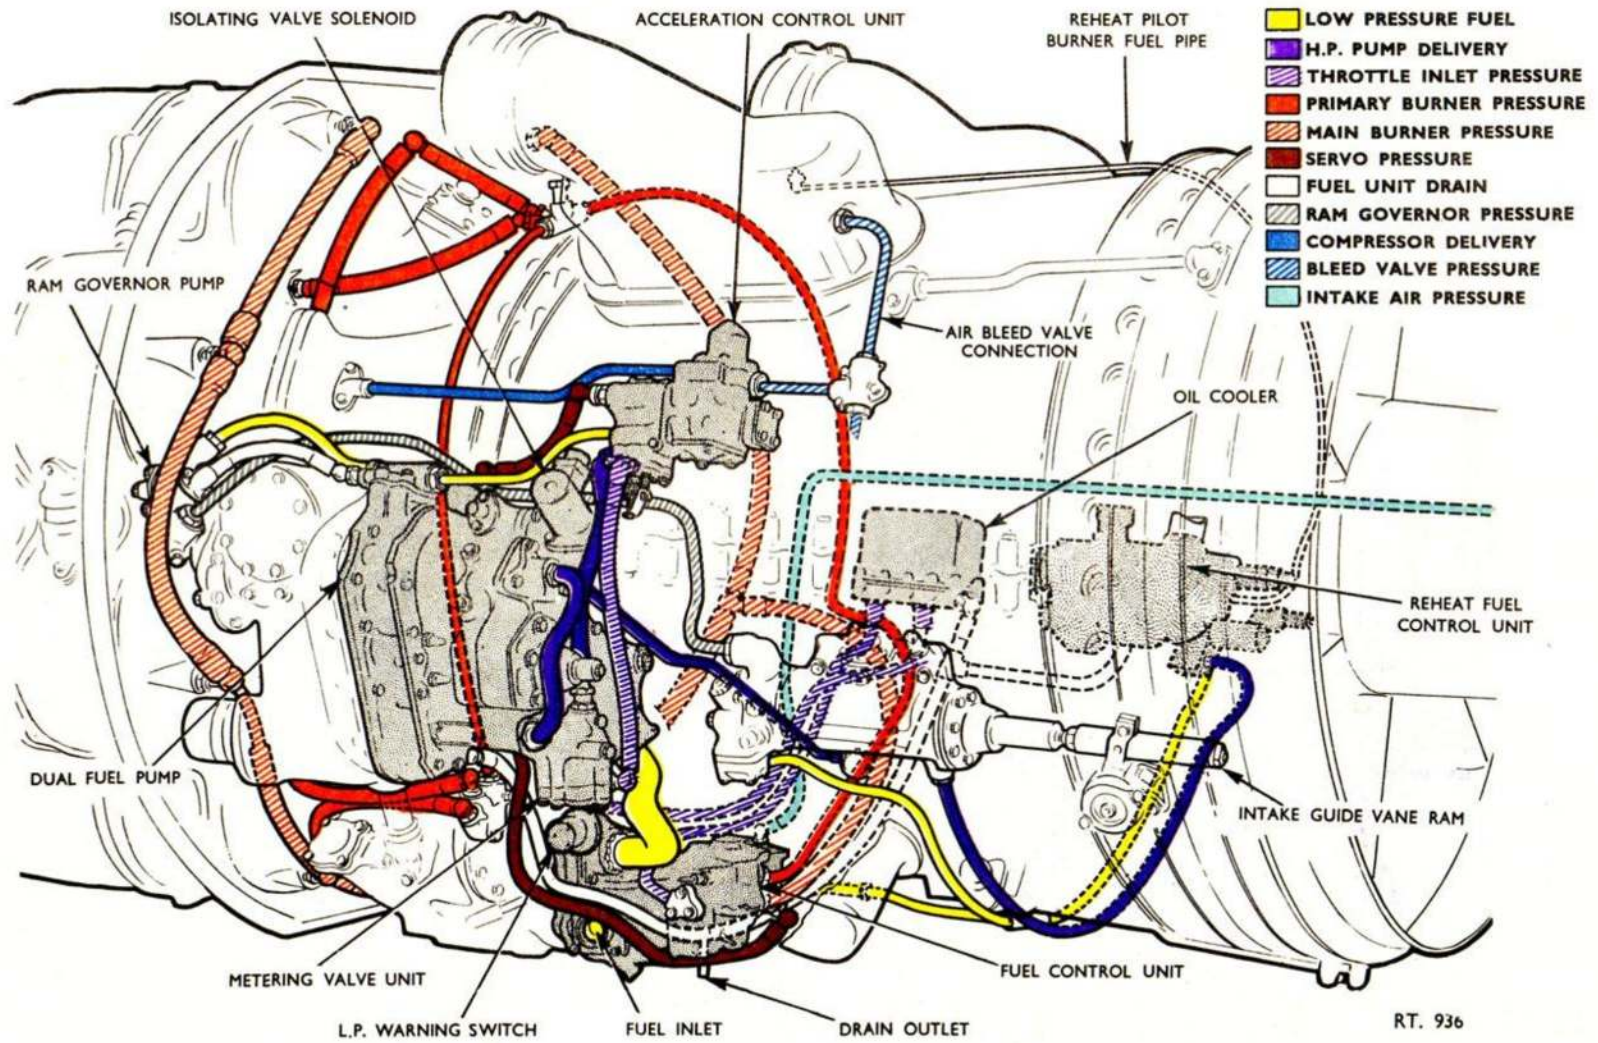 ISOLATING VALVE SOLENOID
ACCELERATION CONTROL UNIT
REHEAT PILOT
BURNER FUEL PIPE
LOW PRESSURE FUEL
H.P. PUMP DELIVERY
THROTTLE INLET PRESSURE
PRIMARY BURNER PRESSURE
MAIN BURNER PRESSURE
SERVO PRESSURE
FUEL UNIT DRAIN
RAM GOVERNOR PRESSURE
COMPRESSOR DELIVERY
BLEED VALVE PRESSURE
INTAKE AIR PRESSURE
RAM GOVERNOR PUMP
AIR BLEED VALVE
CONNECTION
OIL COOLER
REHEAT FUEL
CONTROL UNIT
DUAL FUEL PUMP
INTAKE GUIDE VANE RAM
METERING VALVE UNIT
FUEL CONTROL UNIT
L.P. WARNING SWITCH
FUEL INLET
DRAIN OUTLET
RT. 936